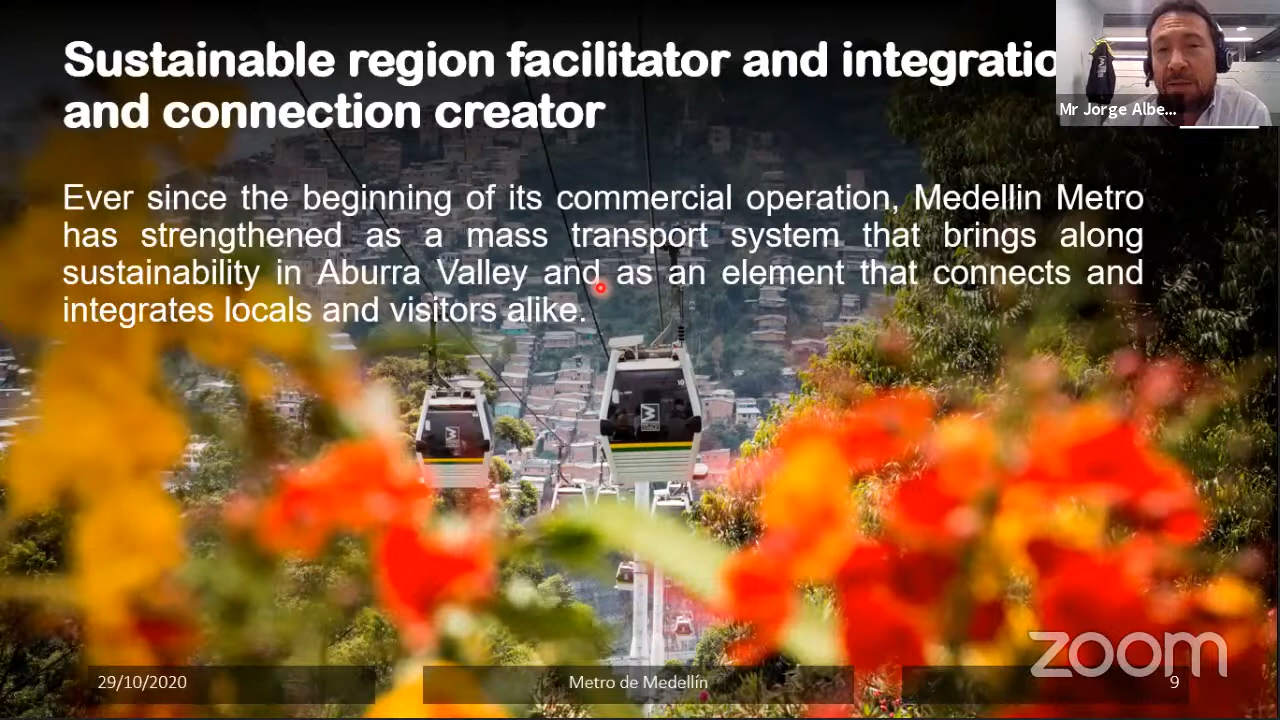 Sustainable region facilitator and integratio
and connection creator
Mr Jorge Albe...
Ever since the beginning of its commercial operation, Medellin Metro
has strengthened as a mass transport system that brings along
sustainability in Aburra Valley and as an element that connects and
integrates locals and visitors alike.
10
zoom
29/10/2020
Metro de Medellín
9